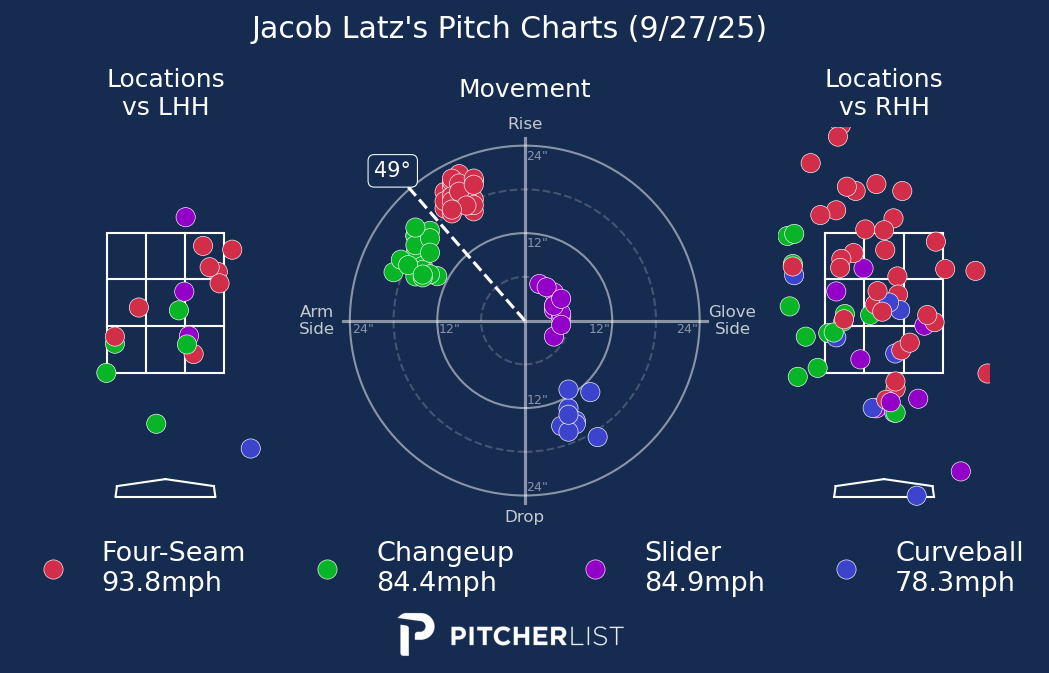 Jacob Latz's Pitch Charts (9/27/25)
Locations
vs LHH
Movement
Locations
vs RHH
Rise
24"
49°
12"
Arm
Side
24"
12"
12"
24"
Glove
Side
12"
24"
Drop
Four-Seam
93.8mph
Changeup
84.4mph
Slider
84.9mph
Curveball
78.3mph
PITCHERLIST